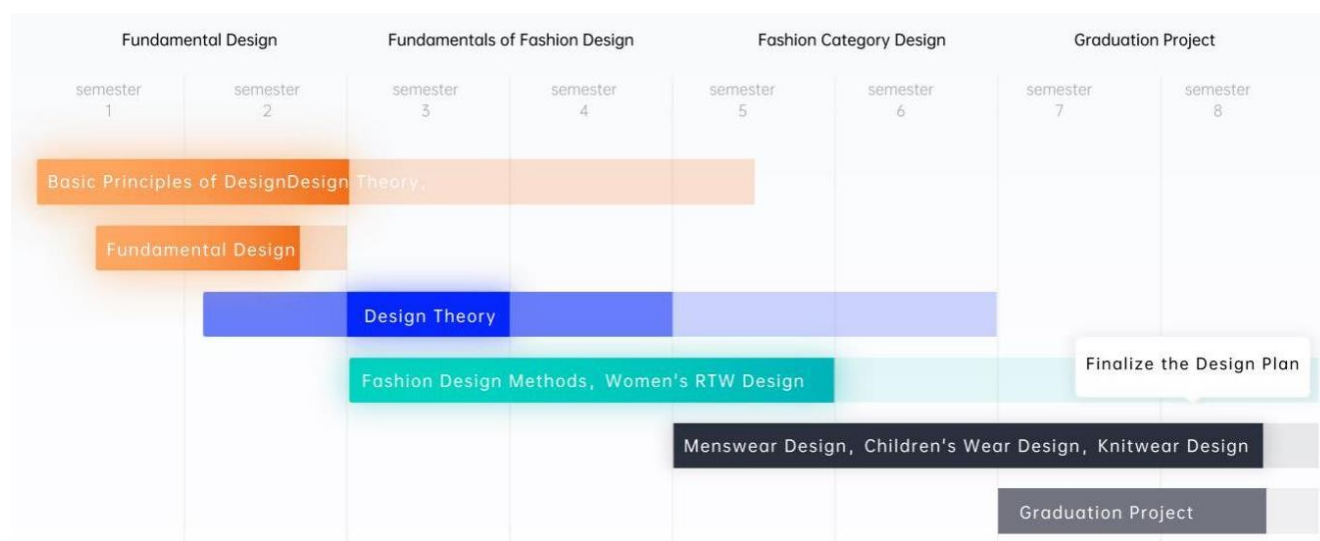 Fundamental Design
Fundamentals of Fashion Design
Fashion Category Design
Graduation Project
semester
1
semester
2
semester
3
semester
4
semester
5
semester
6
semester
7
semester
8
Basic Principles of DesignDesign Theory,
Fundamental Design
Design Theory
Fashion Design Methods, Women's RTW Design
Finalize the Design Plan
Menswear Design, Children's Wear Design, Knitwear Design
Graduation Project